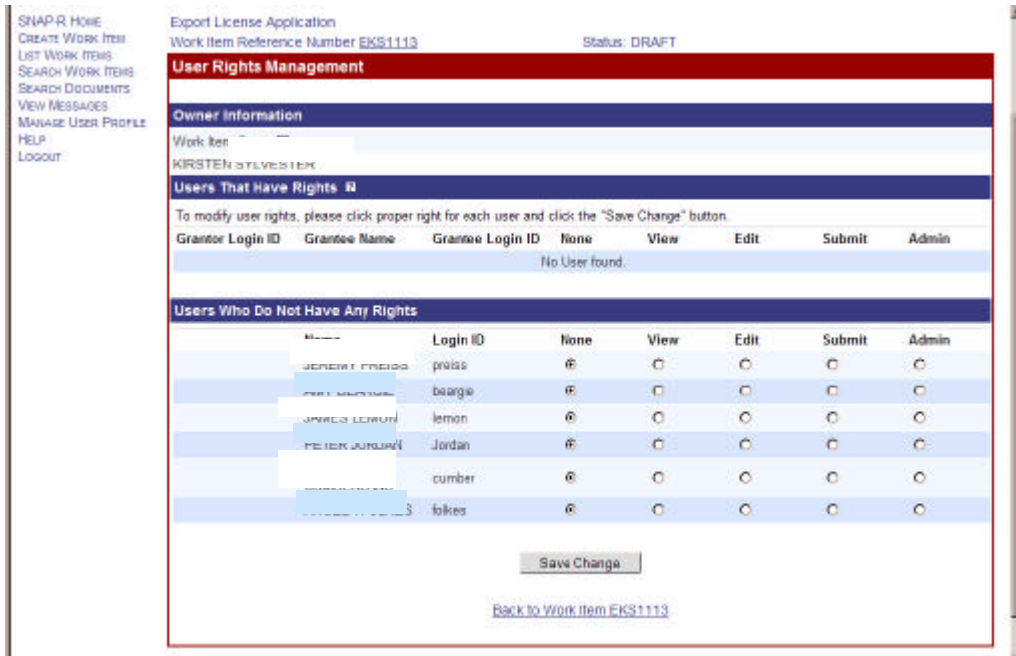 SNAP-R HOME
CREATE WORK ITEM
LIST WORK ITEMS
SEARCH WORK ITEMS
SEARCH DOCUMENTS
VIEW MESSAGES
MANAGE USER PROFILE
HELP
LOGOUT
Export License Application
Work Item Reference Number EKS1113 Status: DRAFT
User Rights Management
Owner Information
Work Item
KIRSTEN SYLVESTER
Users That Have Rights ?
To modify user rights, please click proper right for each user and click the "Save Change" button.
Grantor Login ID Grantee Name Grantee Login ID None View Edit Submit Admin
No User found.
Users Who Do Not Have Any Rights
Name Login ID None View Edit Submit Admin
JEREMY PREISS preiss
beargie
JAMES LEMON lemon
PETER JORDAN Jordan
cumber
folkes
Save Change
Back to Work Item EKS1113